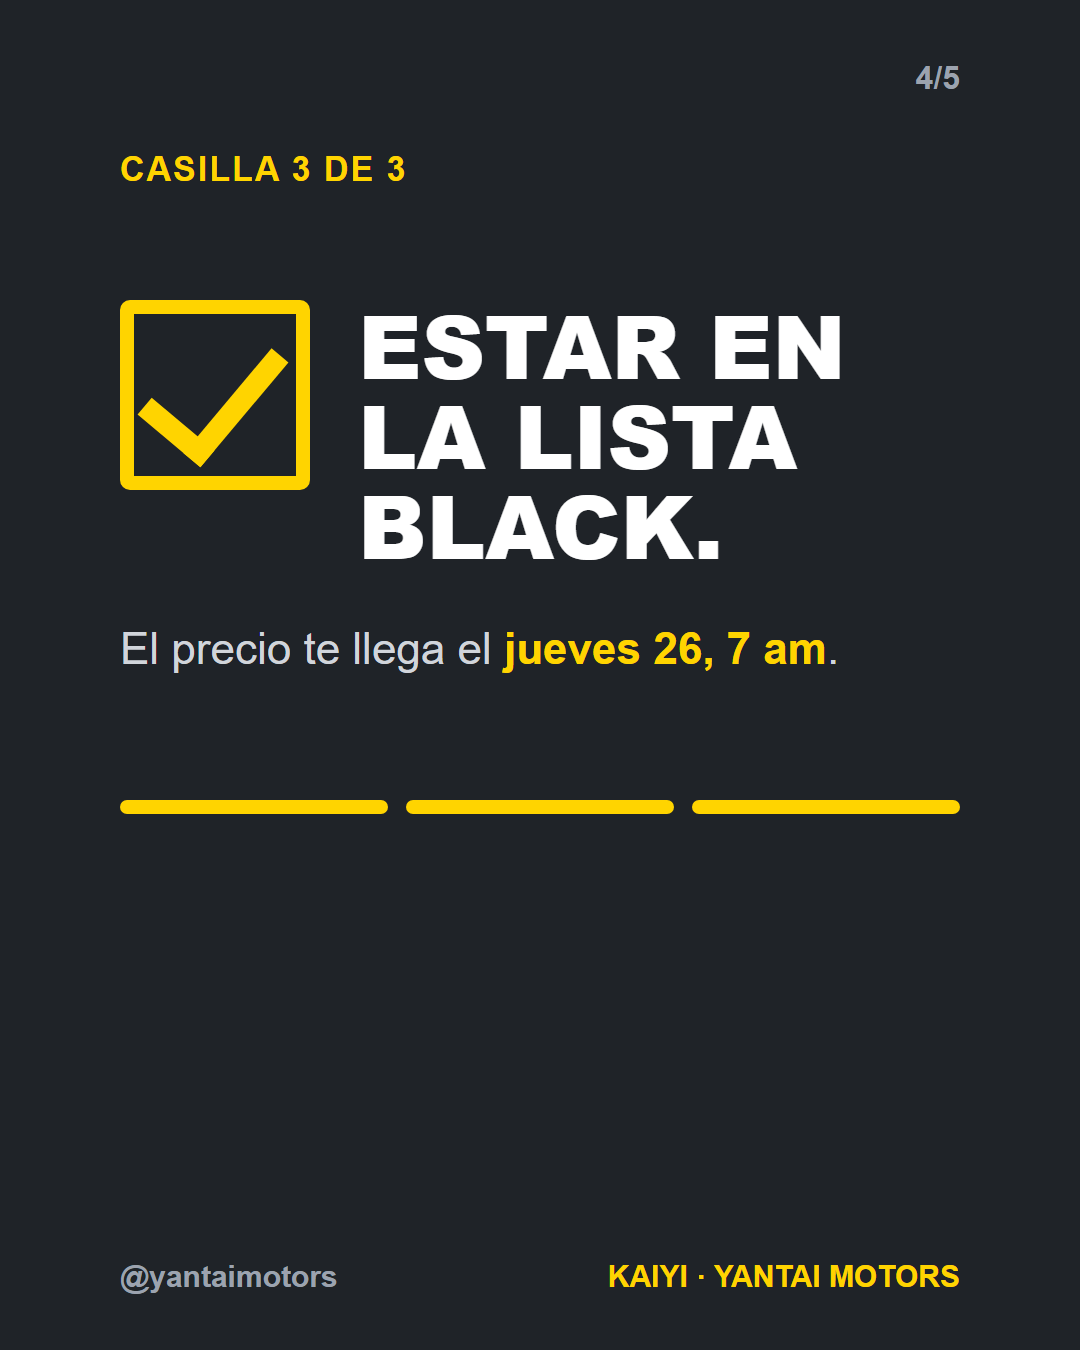 4/5
CASILLA 3 DE 3
ESTAR EN
LA LISTA
BLACK.
El precio te llega el jueves 26, 7 am.
@yantaimotors
KAIYI · YANTAI MOTORS